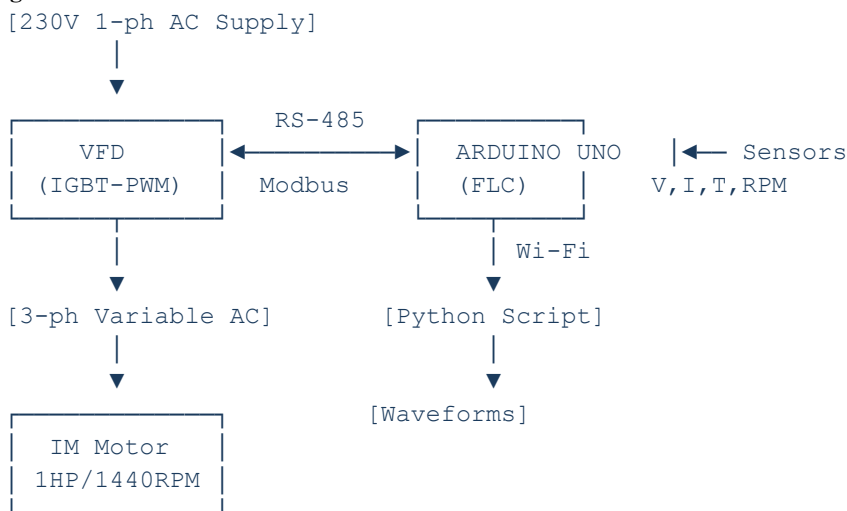 [230V 1-ph AC Supply]
RS-485
VFD
ARDUINO UNO
Sensors
(IGBT-PWM)
Modbus
(FLC)
V,I,T,RPM
Wi-Fi
[3-ph Variable AC]
[Python Script]
[Waveforms]
IM Motor
1HP/1440RPM